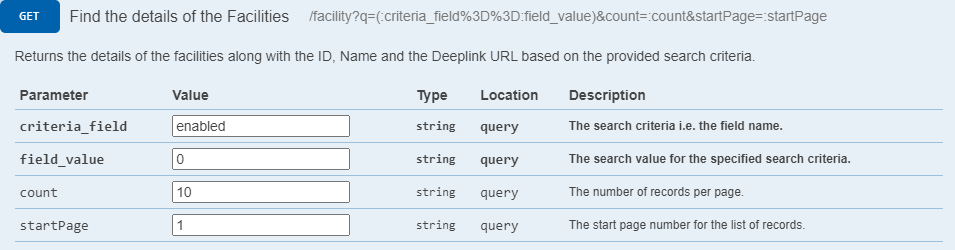 GET Find the details of the Facilities /facility?q=(:criteria_field%3D%3D:field_value)&count=:count&startPage=:startPage
Returns the details of the facilities along with the ID, Name and the Deeplink URL based on the provided search criteria.
Parameter Value Type Location Description
criteria_field enabled string query The search criteria i.e. the field name.
field_value 0 string query The search value for the specified search criteria.
count 10 string query The number of records per page.
startPage 1 string query The start page number for the list of records.